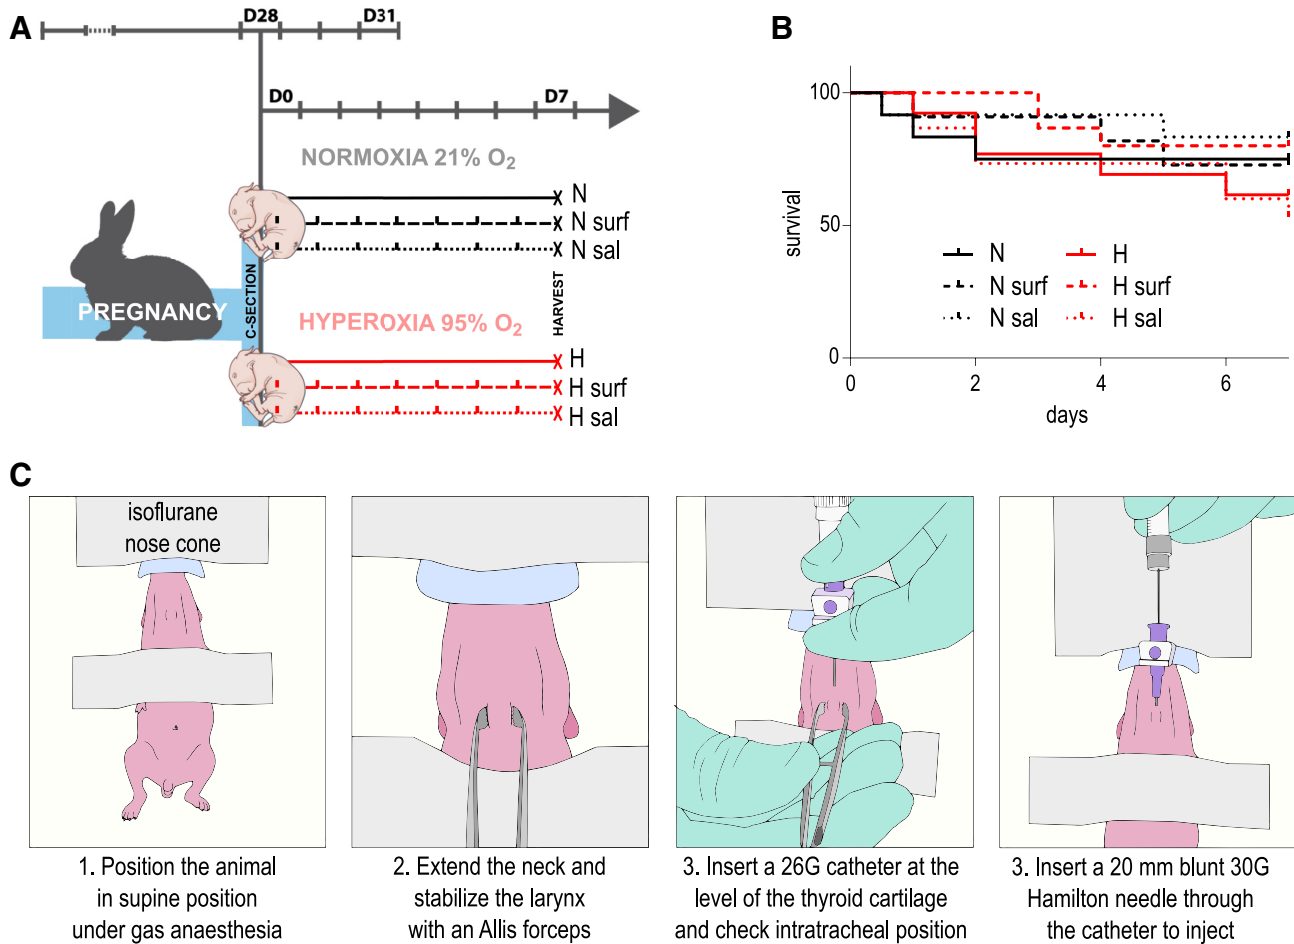 A
D28
D31
D0
D7
NORMOXIA 21% O₂
N
N surf
N sal
PREGNANCY
C-SECTION
HARVEST
HYPEROXIA 95% O₂
H
H surf
H sal
B
survival
100
50
0
0 2 4 6
days
N H
N surf H surf
N sal H sal
C
isoflurane
nose cone
1. Position the animal
in supine position
under gas anaesthesia
2. Extend the neck and
stabilize the larynx
with an Allis forceps
3. Insert a 26G catheter at the
level of the thyroid cartilage
and check intratracheal position
3. Insert a 20 mm blunt 30G
Hamilton needle through
the catheter to inject